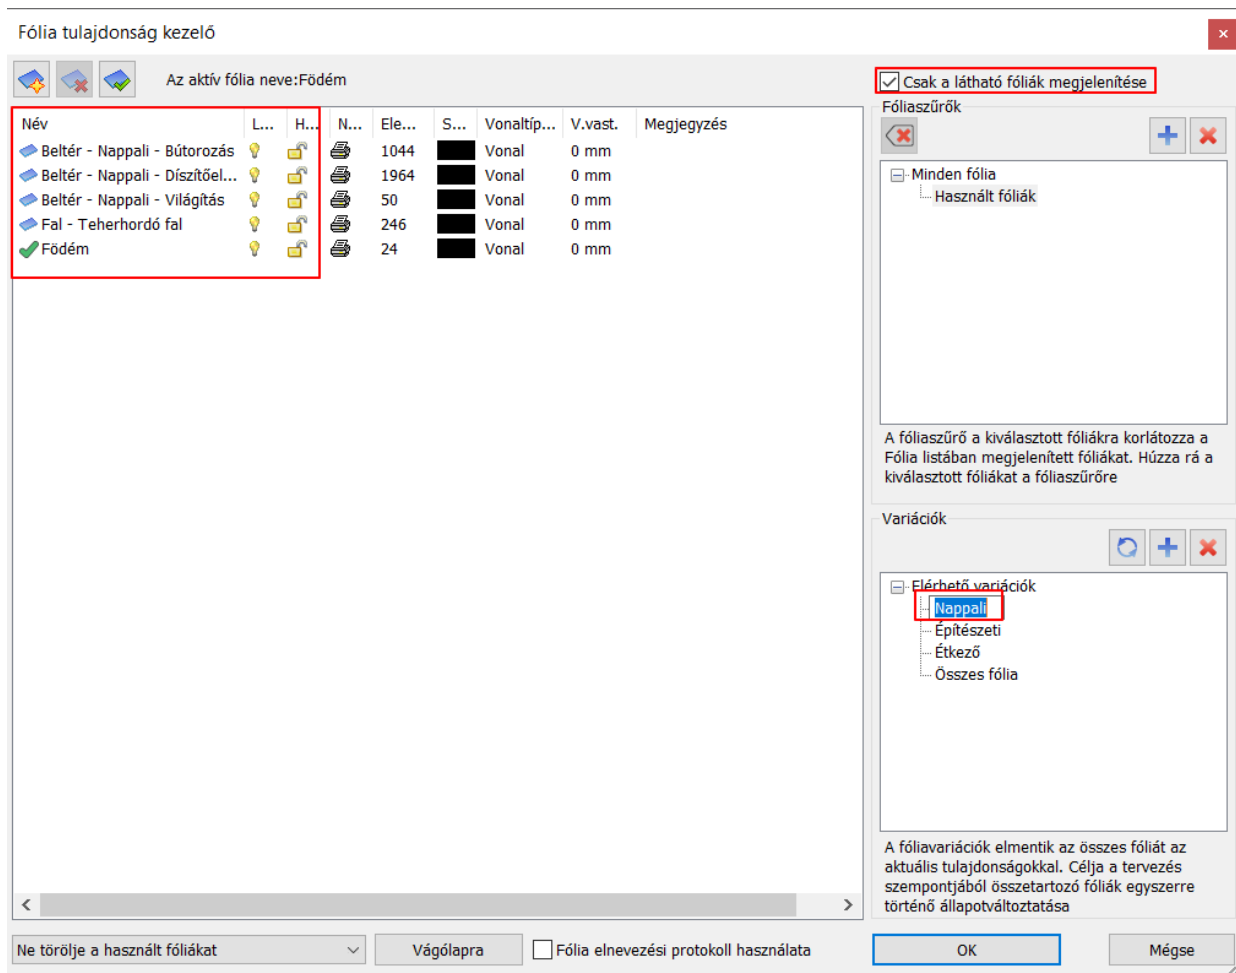 Fólia tulajdonság kezelő
Az aktív fólia neve:Födém
Csak a látható fóliák megjelenítése
Név L... H... N... Ele... S... Vonaltíp... V.vast. Megjegyzés
Beltér - Nappali - Bútorozás 1044 Vonal 0 mm
Beltér - Nappali - Díszítőel... 1964 Vonal 0 mm
Beltér - Nappali - Világítás 50 Vonal 0 mm
Fal - Teherhordó fal 246 Vonal 0 mm
Födém 24 Vonal 0 mm
Fóliaszűrők
Minden fólia
Használt fóliák
A fóliaszűrő a kiválasztott fóliákra korlátozza a
Fólia listában megjelenített fóliákat. Húzza rá a
kiválasztott fóliákat a fóliaszűrőre
Variációk
Elérhető variációk
Nappali
Építészeti
Étkező
Összes fólia
A fóliavariációk elmentik az összes fóliát az
aktuális tulajdonságokkal. Célja a tervezés
szempontjából összetartozó fóliák egyszerre
történő állapotváltoztatása
Ne törölje a használt fóliákat
Vágólapra
Fólia elnevezési protokoll használata
OK
Mégse